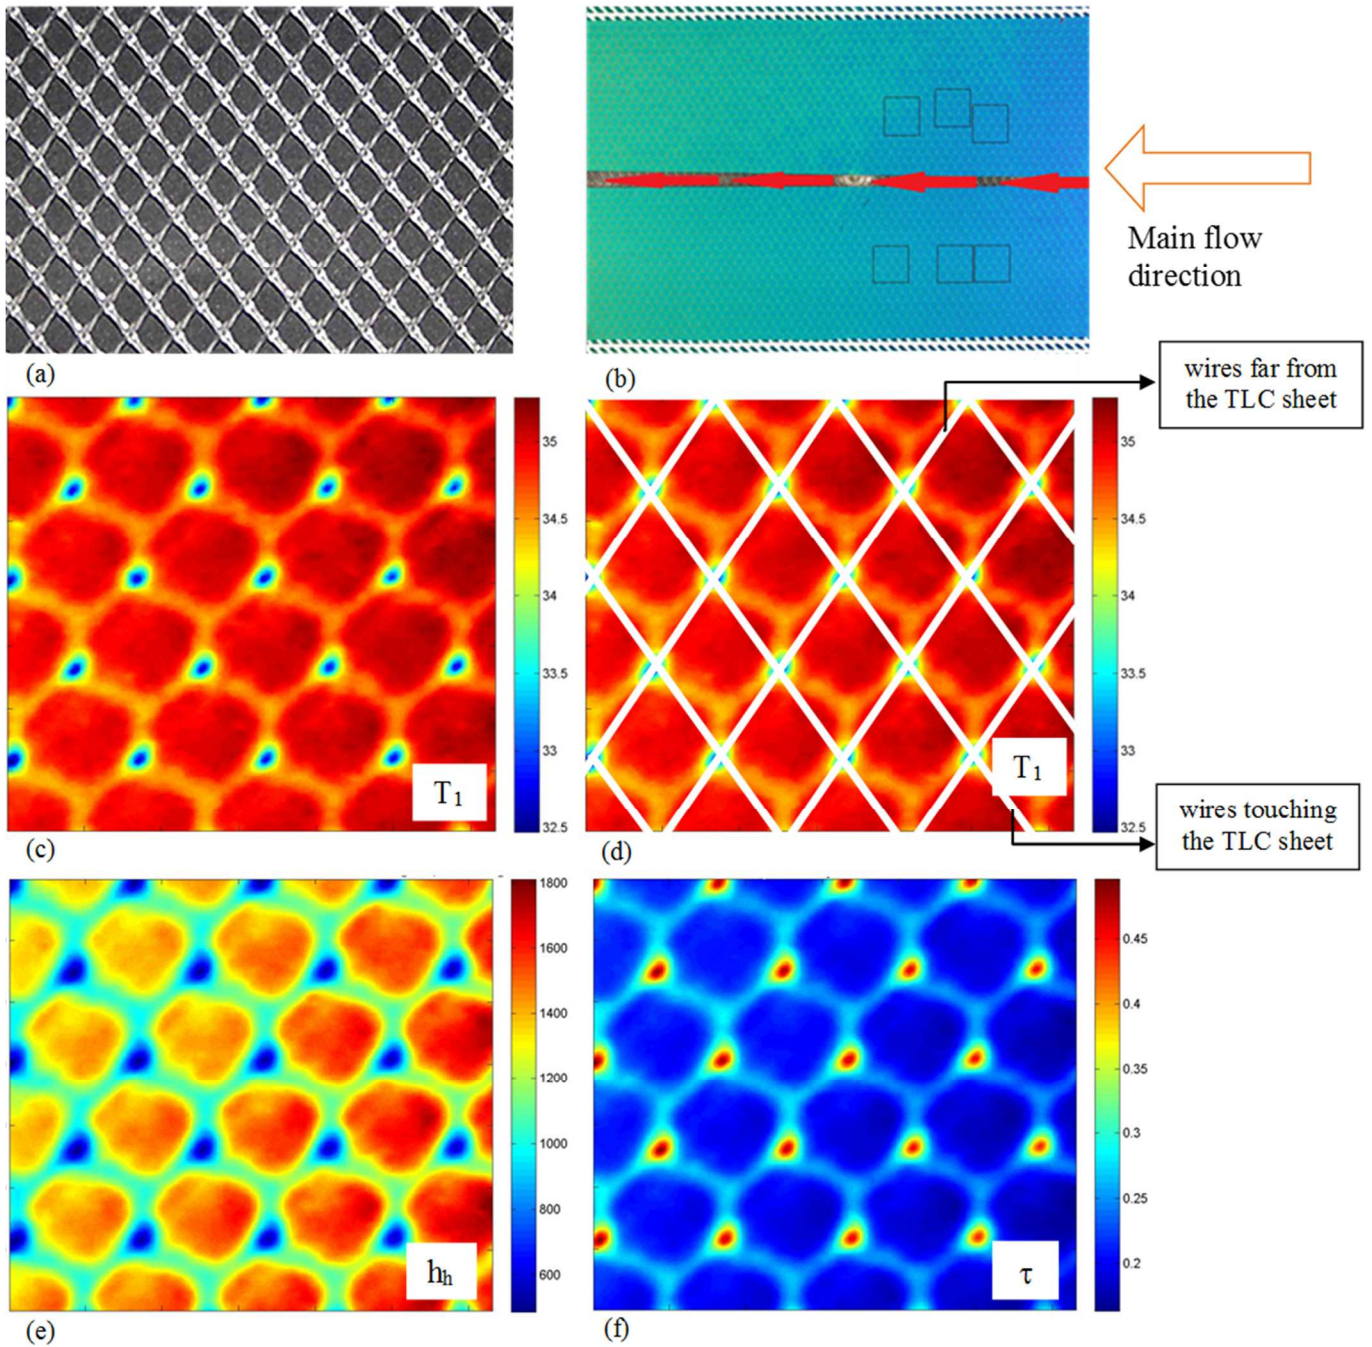 Main flow
direction
(a)
(b)
wires far from
the TLC sheet
35
34.5
34
33.5
33
32.5
T1
(c)
35
34.5
34
33.5
33
32.5
T1
(d)
wires touching
the TLC sheet
1800
1600
1400
1200
1000
800
600
hh
(e)
0.45
0.4
0.35
0.3
0.25
0.2
τ
(f)